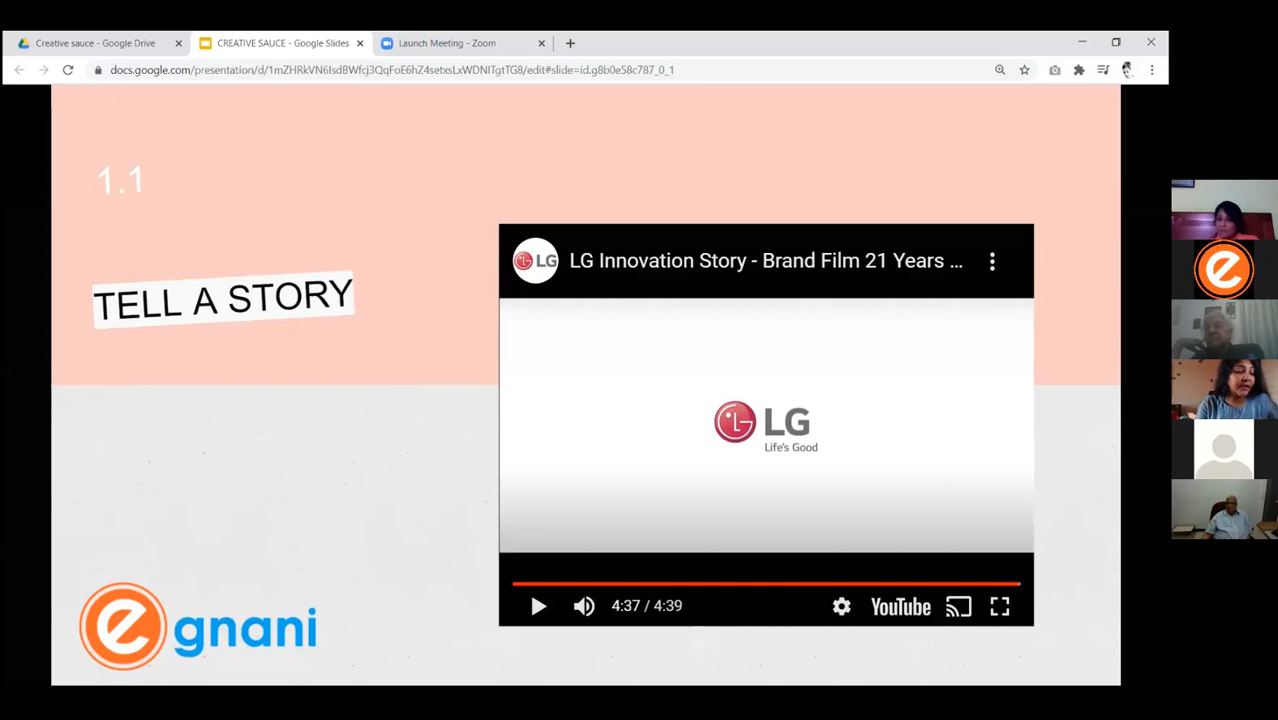 Creative sauce - Google Drive
CREATIVE SAUCE - Google Slides
Launch Meeting - Zoom
docs.google.com/presentation/d/1mZHRkVN6IsdBWfcj3QqFoE6hZ4setxsLxWDNITgtTG8/edit#slide=id.g8b0e58c787_0_1
1.1
TELL A STORY
LG
LG Innovation Story - Brand Film 21 Years ...
LG
Life's Good
4:37 / 4:39
YouTube
e gnani
e